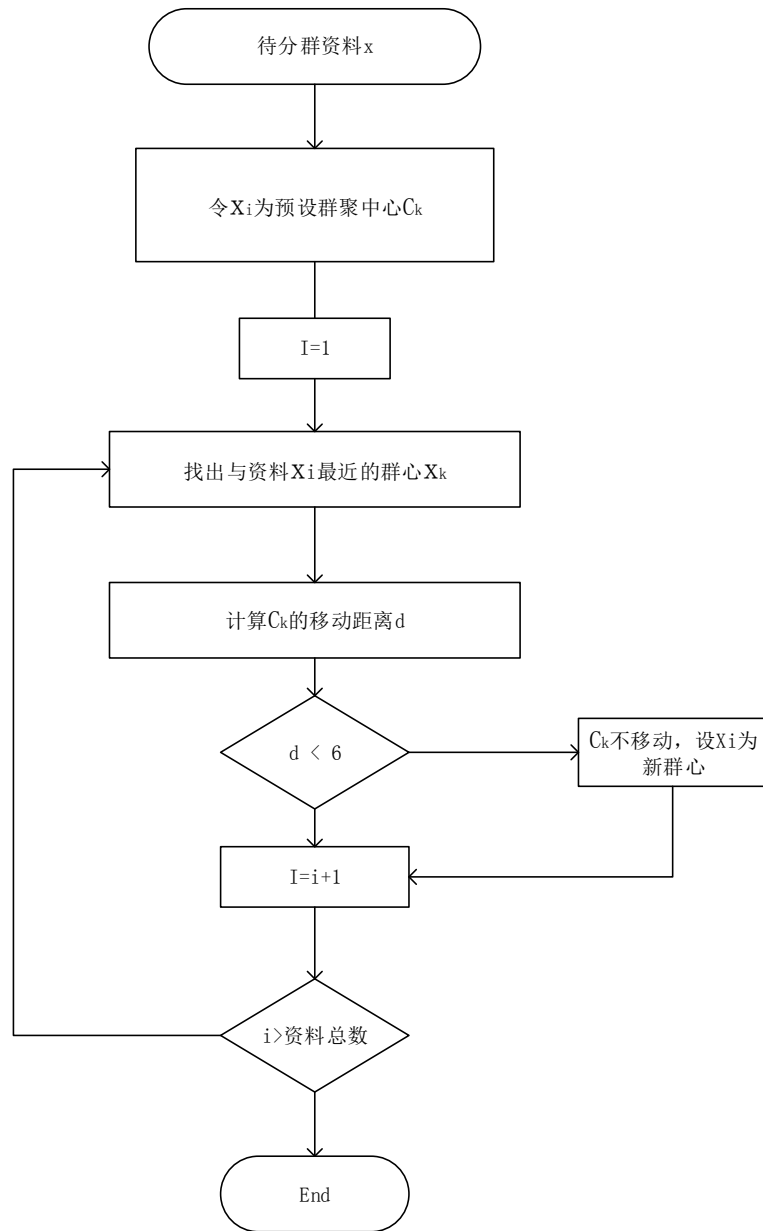 待分群资料x
令Xi为预设群聚中心Ck
I=1
找出与资料Xi最近的群心Xk
计算Ck的移动距离d
d < 6
Ck不移动，设Xi为
新群心
I=i+1
i>资料总数
End